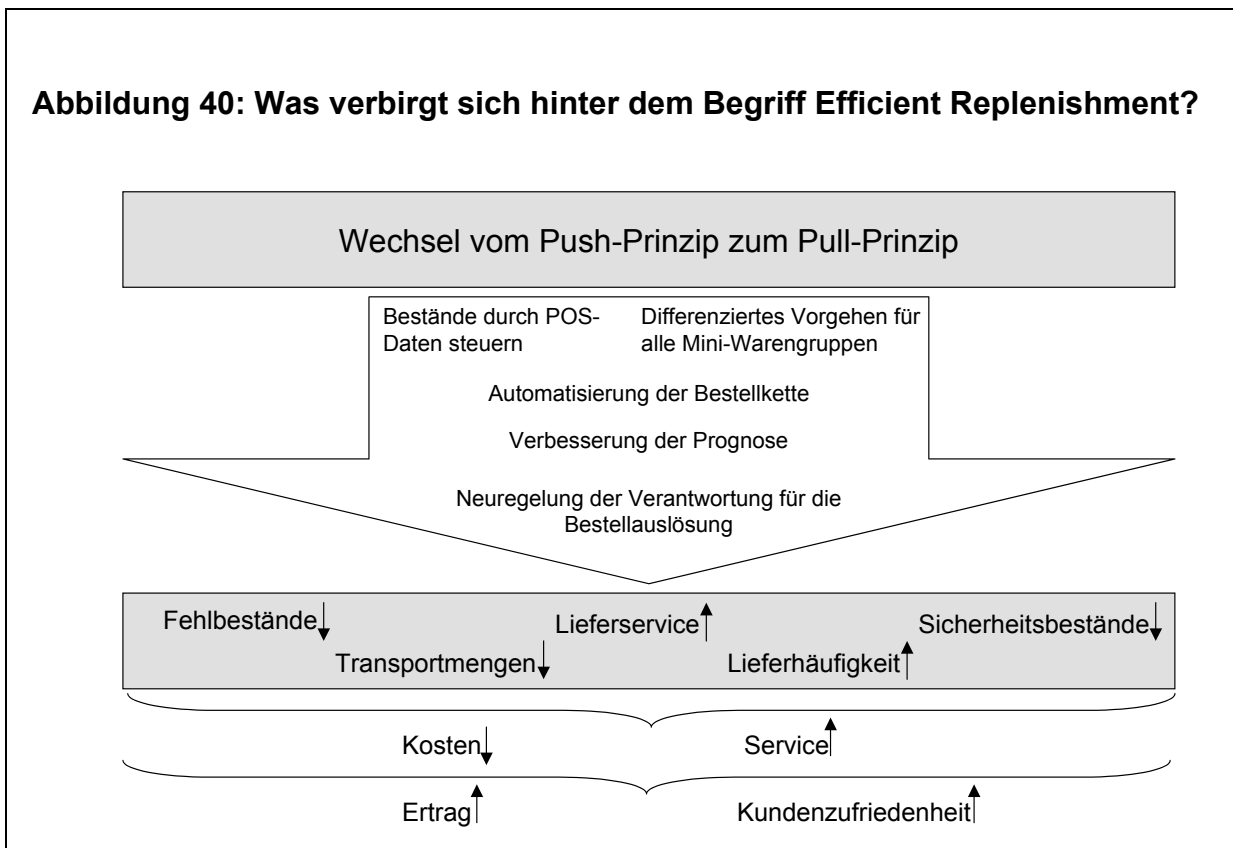 Abbildung 40: Was verbirgt sich hinter dem Begriff Efficient Replenishment?
Wechsel vom Push-Prinzip zum Pull-Prinzip
Bestände durch POS-
Daten steuern
Differenziertes Vorgehen für
alle Mini-Warengruppen
Automatisierung der Bestellkette
Verbesserung der Prognose
Neuregelung der Verantwortung für die
Bestellauslösung
Fehlbestände
Lieferservice
Sicherheitsbestände
Transportmengen
Lieferhäufigkeit
Kosten
Service
Ertrag
Kundenzufriedenheit